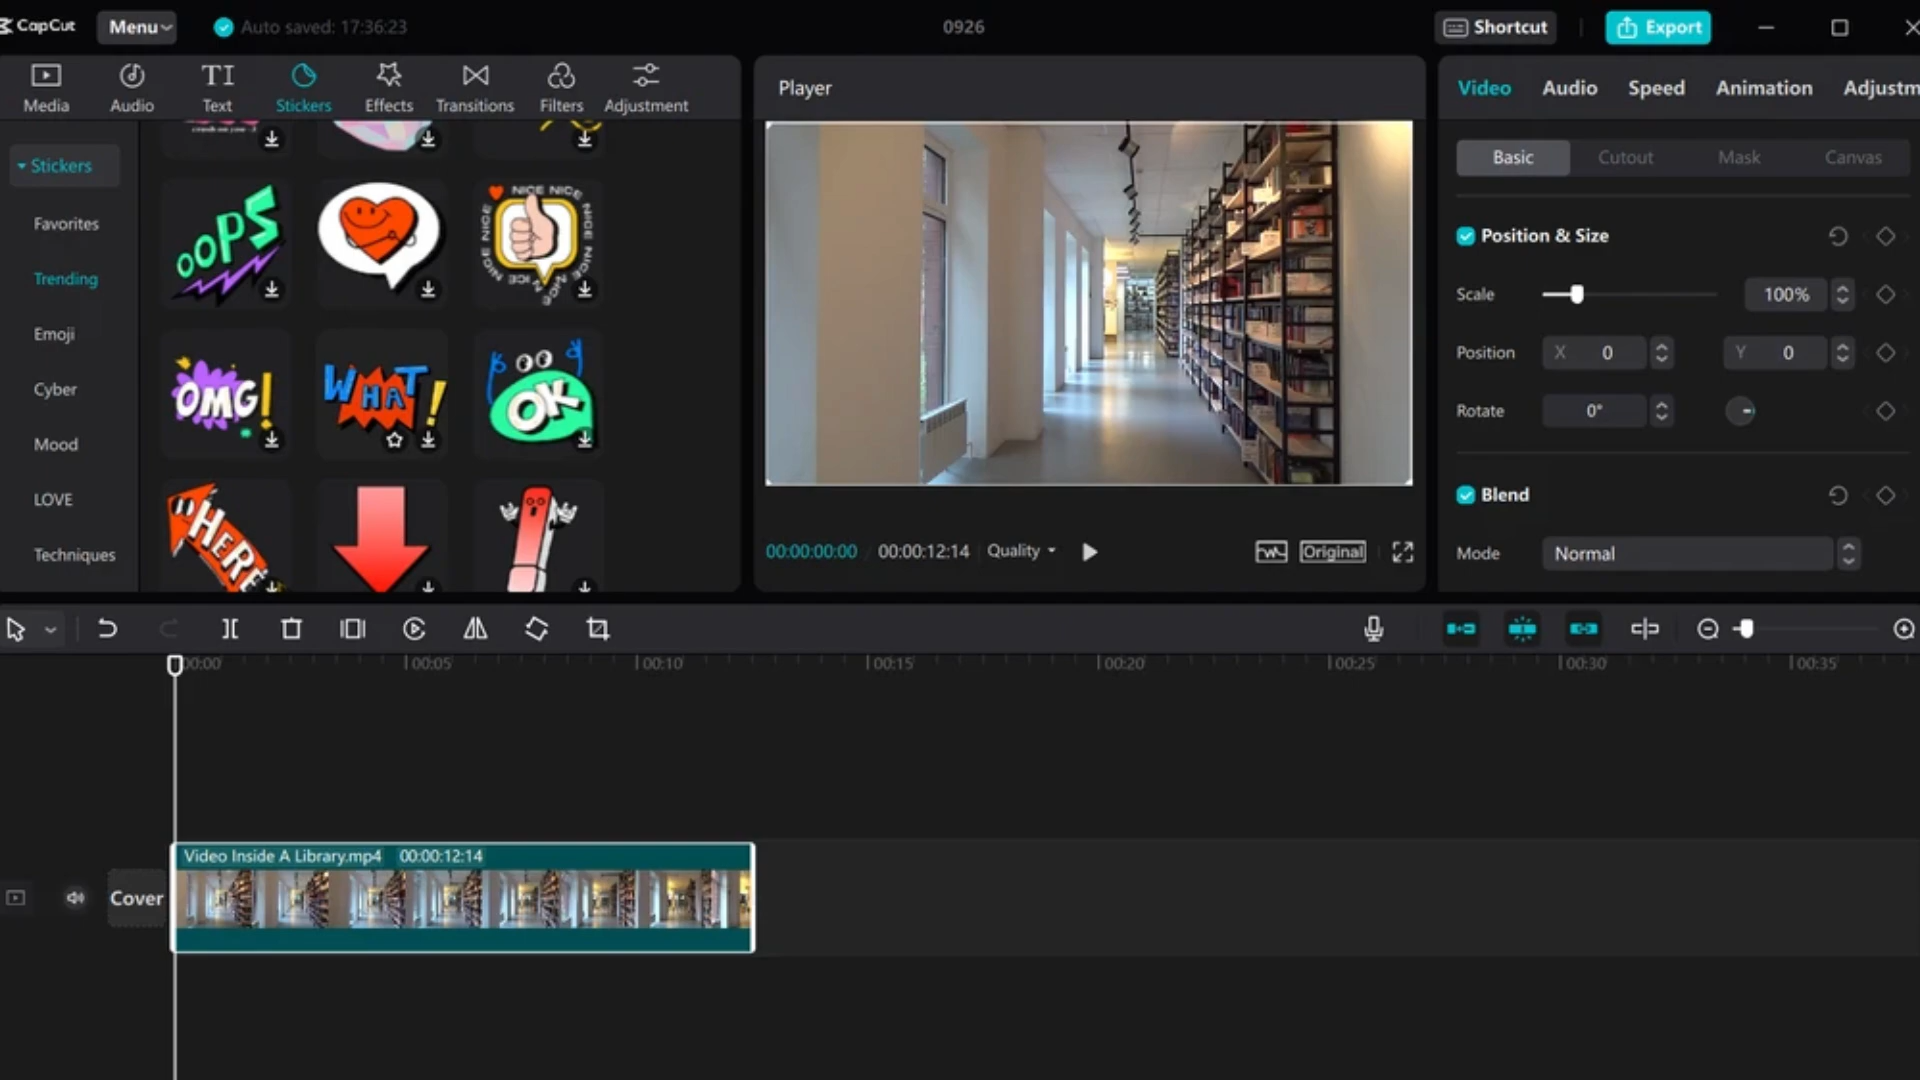 CapCut
Menu
Auto saved: 17:36:23
0926
Shortcut
Export
Media
Audio
Text
Stickers
Effects
Transitions
Filters
Adjustment
Stickers
Favorites
Trending
Emoji
Cyber
Mood
LOVE
Techniques
OOPS
NICE NICE NICE NICE
OMG!
WHAT!
OK
HERE
Player
00:00:00:00 / 00:00:12:14
Quality
Original
Video
Audio
Speed
Animation
Adjustm
Basic
Cutout
Mask
Canvas
Position & Size
Scale
100%
Position
X 0
Y 0
Rotate
0°
Blend
Mode
Normal
00:00
00:05
00:10
00:15
00:20
00:25
00:30
00:35
Video Inside A Library.mp4 00:00:12:14
Cover